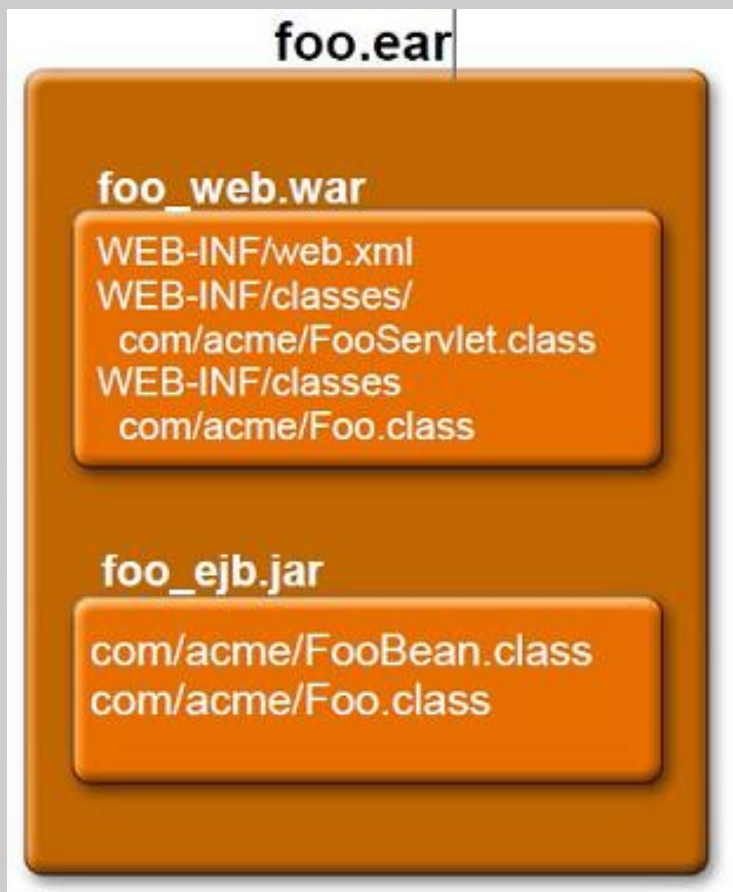 foo.ear
foo_web.war
WEB-INF/web.xml
WEB-INF/classes/
com/acme/FooServlet.class
WEB-INF/classes
com/acme/Foo.class
foo_ejb.jar
com/acme/FooBean.class
com/acme/Foo.class